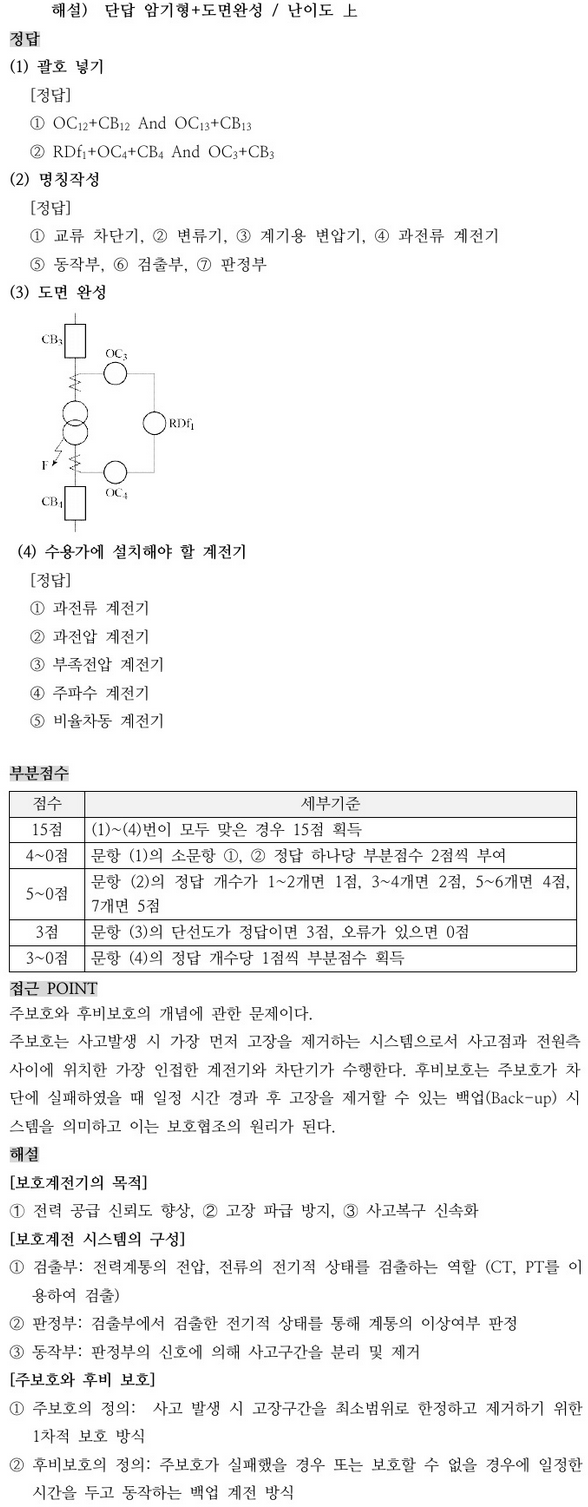 해설) 단답 암기형+도면완성 / 난이도 上
정답
(1) 괄호 넣기
[정답]
① OC₁₂+CB₁₂ And OC₁₃+CB₁₃
② RDf₁+OC₄+CB₄ And OC₃+CB₃
(2) 명칭작성
[정답]
① 교류 차단기, ② 변류기, ③ 계기용 변압기, ④ 과전류 계전기
⑤ 동작부, ⑥ 검출부, ⑦ 판정부
(3) 도면 완성
CB₃
OC₃
RDf₁
F
OC₄
CB₄
(4) 수용가에 설치해야 할 계전기
[정답]
① 과전류 계전기
② 과전압 계전기
③ 부족전압 계전기
④ 주파수 계전기
⑤ 비율차동 계전기
부분점수
점수 세부기준
15점 (1)~(4)번이 모두 맞은 경우 15점 획득
4~0점 문항 (1)의 소문항 ①, ② 정답 하나당 부분점수 2점씩 부여
5~0점 문항 (2)의 정답 개수가 1~2개면 1점, 3~4개면 2점, 5~6개면 4점,
7개면 5점
3점 문항 (3)의 단선도가 정답이면 3점, 오류가 있으면 0점
3~0점 문항 (4)의 정답 개수당 1점씩 부분점수 획득
접근 POINT
주보호와 후비보호의 개념에 관한 문제이다.
주보호는 사고발생 시 가장 먼저 고장을 제거하는 시스템으로서 사고점과 전원측
사이에 위치한 가장 인접한 계전기와 차단기가 수행한다. 후비보호는 주보호가 차
단에 실패하였을 때 일정 시간 경과 후 고장을 제거할 수 있는 백업(Back-up) 시
스템을 의미하고 이는 보호협조의 원리가 된다.
해설
[보호계전기의 목적]
① 전력 공급 신뢰도 향상, ② 고장 파급 방지, ③ 사고복구 신속화
[보호계전 시스템의 구성]
① 검출부: 전력계통의 전압, 전류의 전기적 상태를 검출하는 역할 (CT, PT를 이
용하여 검출)
② 판정부: 검출부에서 검출한 전기적 상태를 통해 계통의 이상여부 판정
③ 동작부: 판정부의 신호에 의해 사고구간을 분리 및 제거
[주보호와 후비 보호]
① 주보호의 정의: 사고 발생 시 고장구간을 최소범위로 한정하고 제거하기 위한
1차적 보호 방식
② 후비보호의 정의: 주보호가 실패했을 경우 또는 보호할 수 없을 경우에 일정한
시간을 두고 동작하는 백업 계전 방식